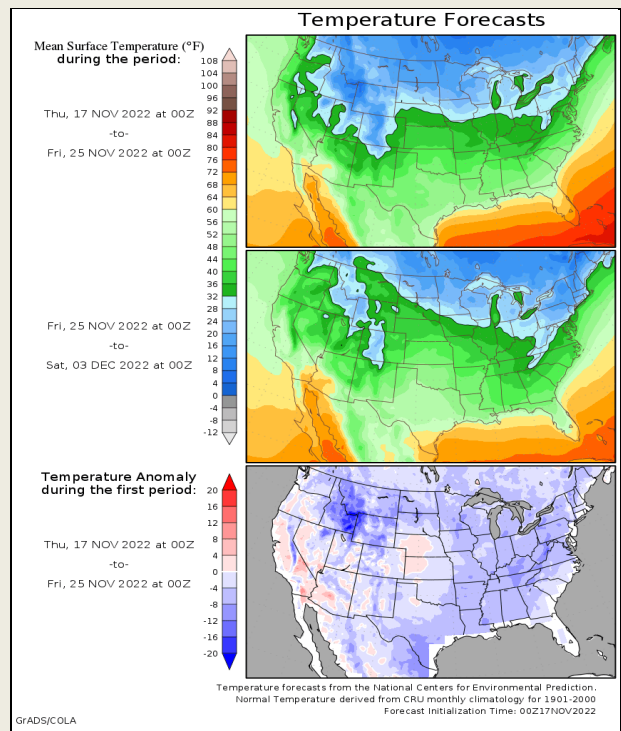 Temperature Forecasts
Mean Surface Temperature (°F)
during the period:
Thu, 17 NOV 2022 at 00Z
-to-
Fri, 25 NOV 2022 at 00Z
108
104
100
96
92
88
84
80
76
72
68
64
60
56
52
48
44
40
36
32
28
24
20
16
12
8
4
0
-4
-8
-12
Fri, 25 NOV 2022 at 00Z
-to-
Sat, 03 DEC 2022 at 00Z
Temperature Anomaly
during the first period:
Thu, 17 NOV 2022 at 00Z
-to-
Fri, 25 NOV 2022 at 00Z
20
16
12
8
4
0
-4
-8
-12
-16
-20
Temperature forecasts from the National Centers for Environmental Prediction.
Normal Temperature derived from CRU monthly climatology for 1901-2000
Forecast Initialization Time: 00Z17NOV2022
GrADS/COLA